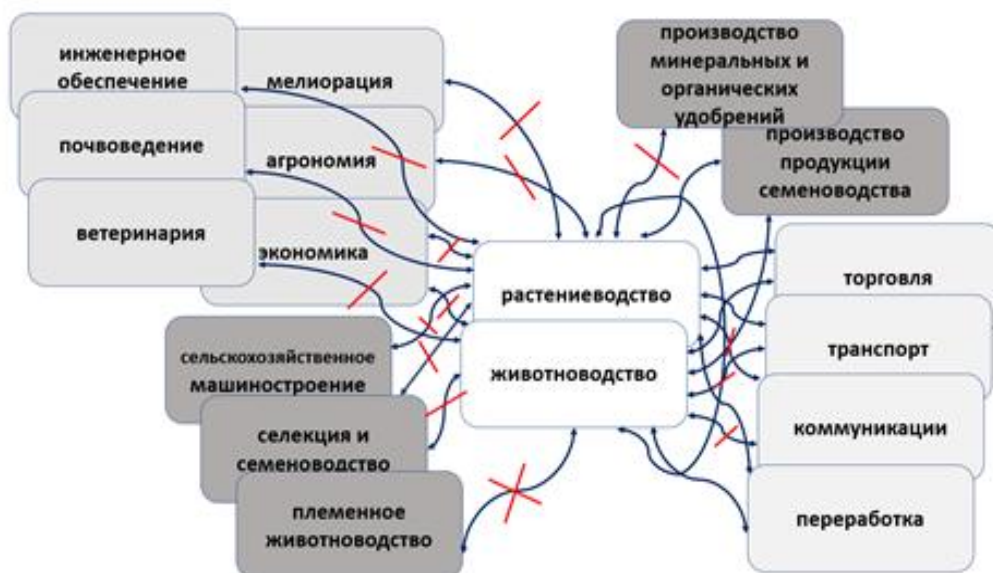 инженерное
обеспечение
мелиорация
почвоведение
агрономия
ветеринария
экономика
сельскохозяйственное
машиностроение
селекция и
семеноводство
племенное
животноводство
растениеводство
животноводство
производство
минеральных и
органических
удобрений
производство
продукции
семеноводства
торговля
транспорт
коммуникации
переработка